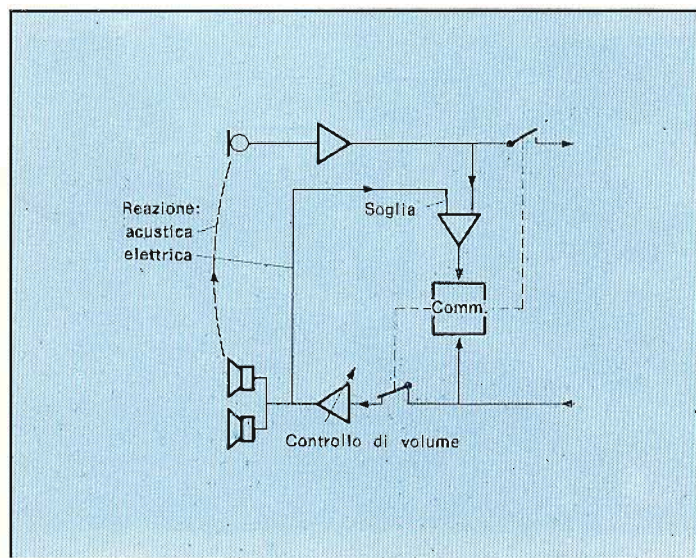 Reazione:
acustica
elettrica
Soglia
Comm.
Controllo di volume